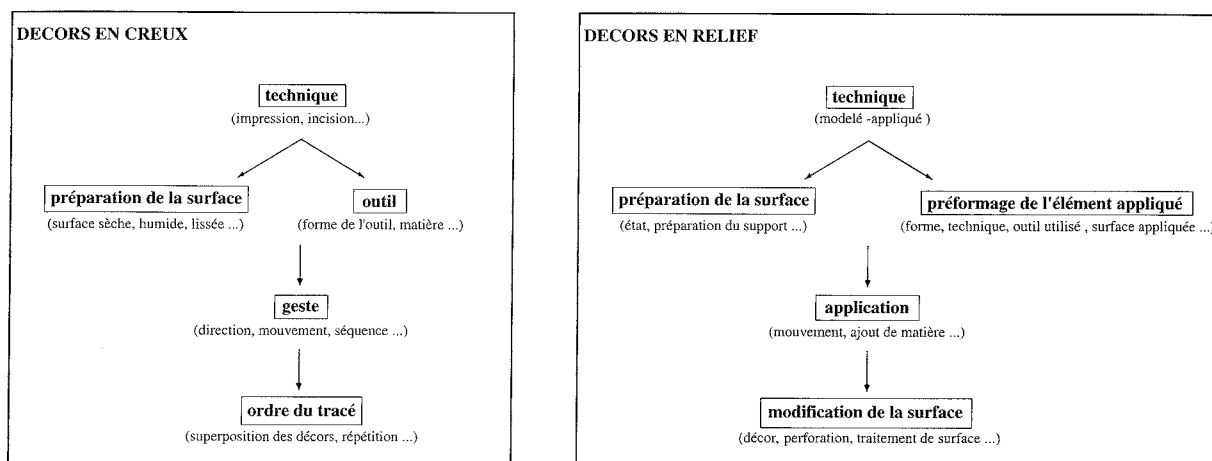 DECORS EN CREUX
technique
(impression, incision...)
préparation de la surface
(surface sèche, humide, lissée ...)
outil
(forme de l'outil, matière ...)
geste
(direction, mouvement, séquence ...)
ordre du tracé
(superposition des décors, répétition ...)
DECORS EN RELIEF
technique
(modelé -appliqué )
préparation de la surface
(état, préparation du support ...)
préformage de l'élément appliqué
(forme, technique, outil utilisé , surface appliquée ...)
application
(mouvement, ajout de matière ...)
modification de la surface
(décor, perforation, traitement de surface ...)